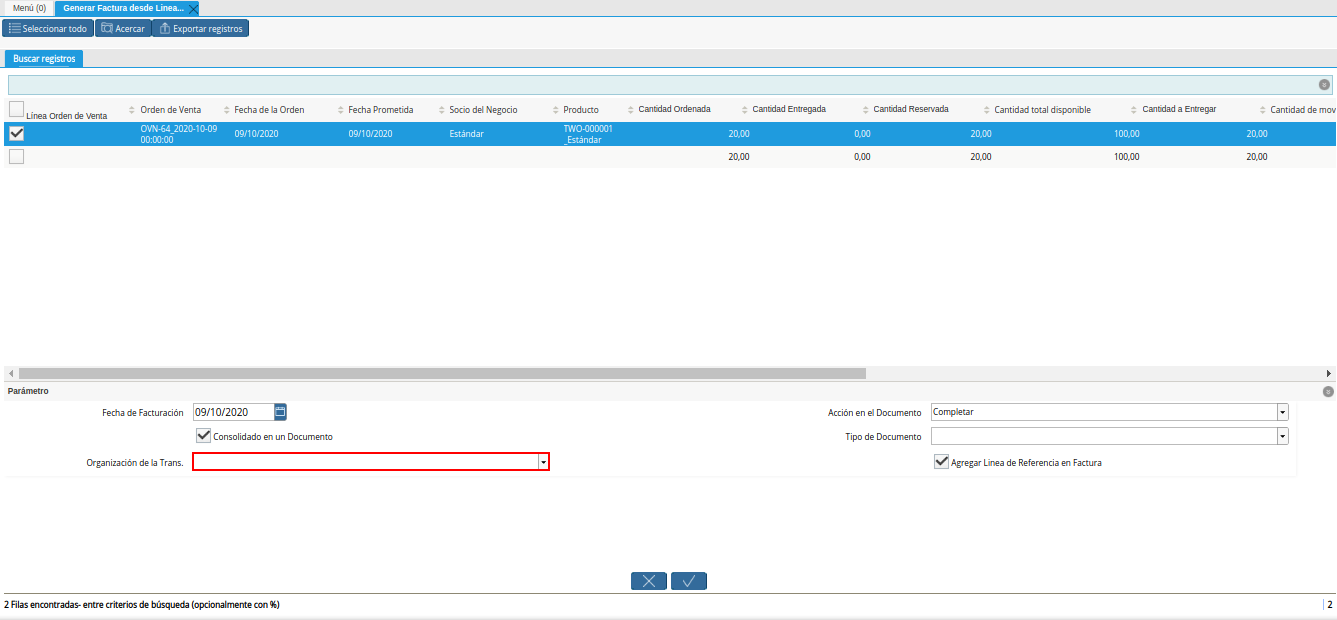 Menú (0) Generar Factura desde Línea...
Seleccionar todo Acercar Exportar registros
Buscar registros
Línea Orden de Venta Orden de Venta Fecha de la Orden Fecha Prometida Socio del Negocio Producto Cantidad Ordenada Cantidad Entregada Cantidad Reservada Cantidad total disponible Cantidad a Entregar Cantidad de mov
OVN-64_2020-10-09 09/10/2020 09/10/2020 Estándar TWO-000001 20,00 0,00 20,00 100,00 20,00
00:00:00 _Estándar
20,00 0,00 20,00 100,00 20,00
Parámetro
Fecha de Facturación 09/10/2020 Acción en el Documento Completar
Consolidado en un Documento Tipo de Documento
Organización de la Trans. Agregar Línea de Referencia en Factura
2 Filas encontradas- entre criterios de búsqueda (opcionalmente con %) 2